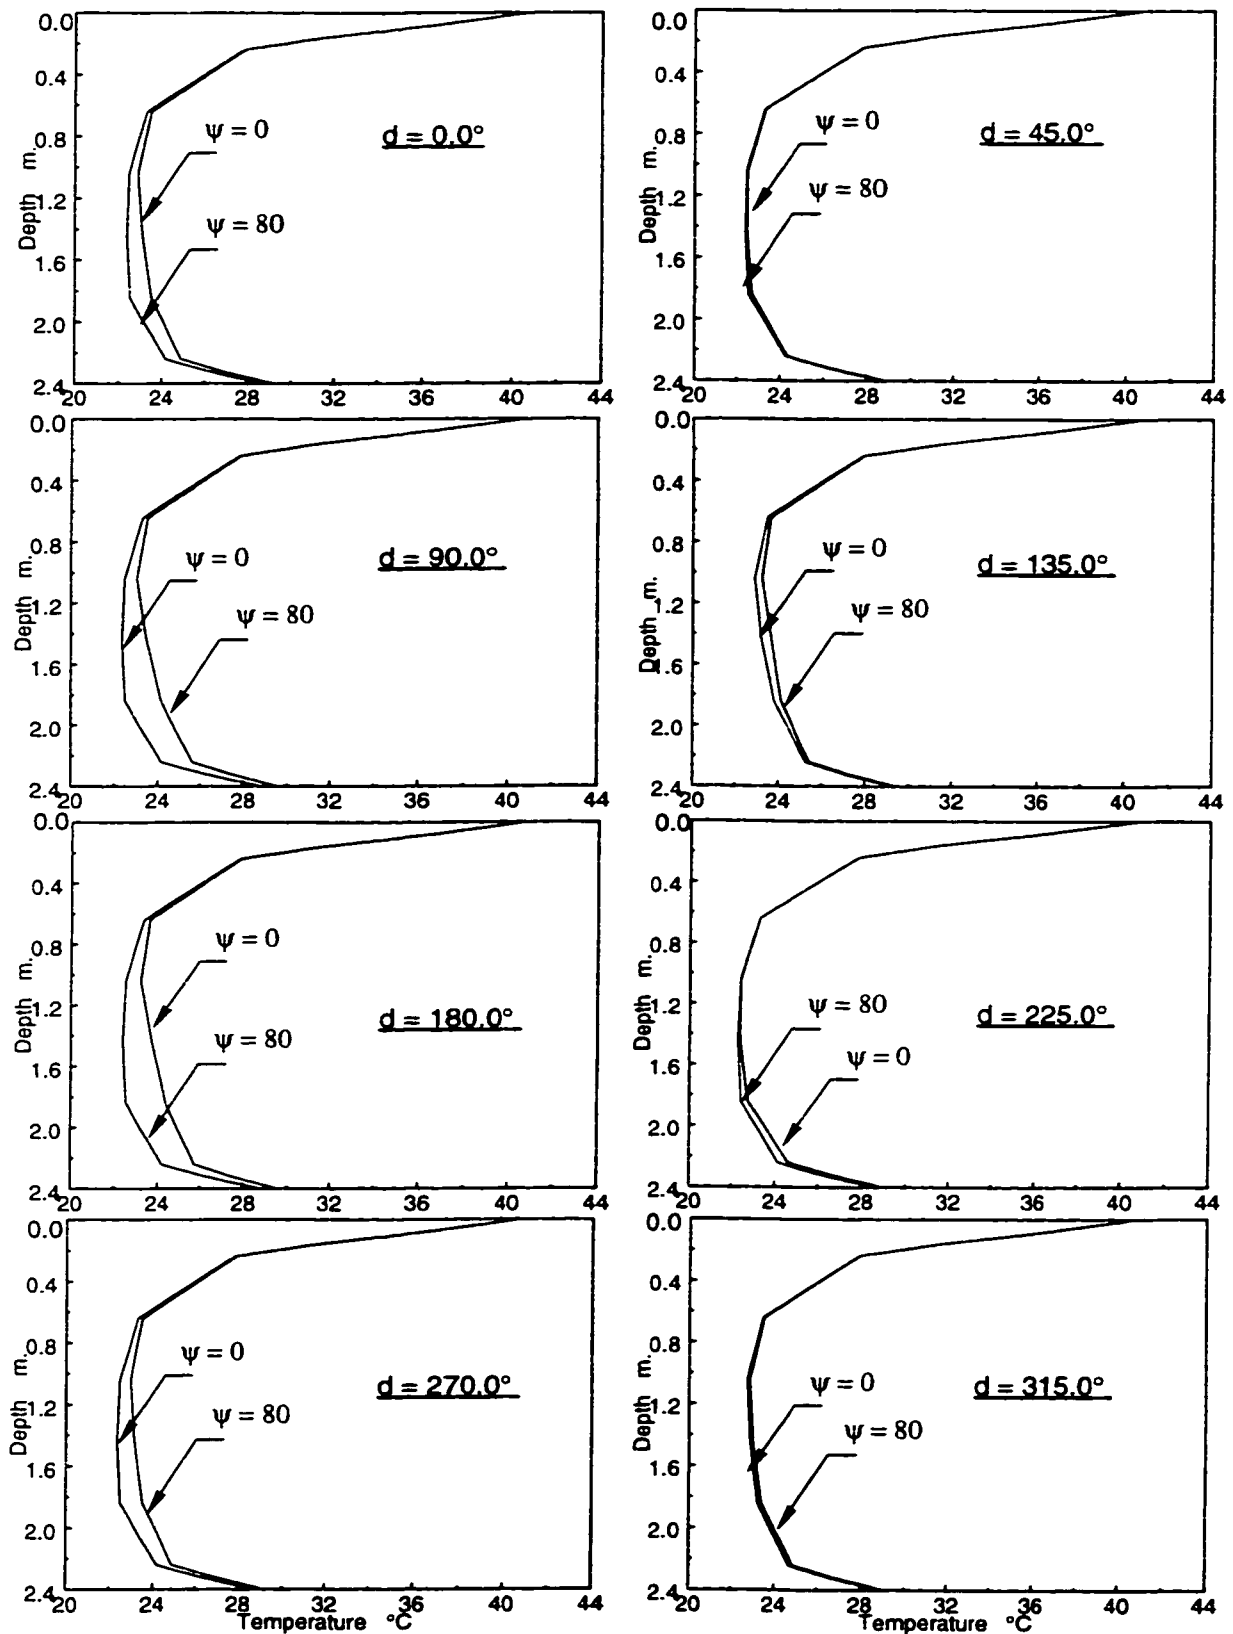 0.0
0.4
0.8
1.2
1.6
2.0
2.4
Depth m.
ψ = 0
ψ = 80
d = 0.0°
20 24 28 32 36 40 44
0.0
0.4
0.8
1.2
1.6
2.0
2.4
Depth m.
ψ = 0
ψ = 80
d = 45.0°
20 24 28 32 36 40 44
0.0
0.4
0.8
1.2
1.6
2.0
2.4
Depth m.
ψ = 0
ψ = 80
d = 90.0°
20 24 28 32 36 40 44
0.0
0.4
0.8
1.2
1.6
2.0
2.4
Depth m.
ψ = 0
ψ = 80
d = 135.0°
20 24 28 32 36 40 44
0.0
0.4
0.8
1.2
1.6
2.0
2.4
Depth m.
ψ = 0
ψ = 80
d = 180.0°
20 24 28 32 36 40 44
0.0
0.4
0.8
1.2
1.6
2.0
2.4
Depth m.
ψ = 80
ψ = 0
d = 225.0°
20 24 28 32 36 40 44
0.0
0.4
0.8
1.2
1.6
2.0
2.4
Depth m.
ψ = 0
ψ = 80
d = 270.0°
20 24 28 32 36 40 44
Temperature °C
0.0
0.4
0.8
1.2
1.6
2.0
2.4
Depth m.
ψ = 0
ψ = 80
d = 315.0°
20 24 28 32 36 40 44
Temperature °C